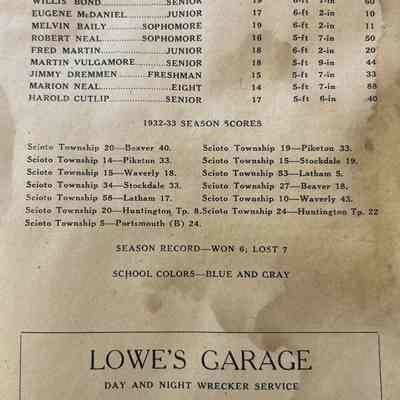 WILLIS BOND SENIOR 19 6-ft 7-in 60
EUGENE McDANIEL JUNIOR 17 6-ft 2-in 10
MELVIN BAILY SOPHOMORE 19 6-ft 2-in 11
ROBERT NEAL SOPHOMORE 16 5-ft 7-in 50
FRED MARTIN JUNIOR 18 6-ft 2-in 20
MARTIN VULGAMORE SENIOR 18 5-ft 9-in 44
JIMMY DREMMEN FRESHMAN 15 5-ft 7-in 33
MARION NEAL EIGHT 14 5-ft 7-in 88
HAROLD CUTLIP SENIOR 17 5-ft 6-in 40
1932-33 SEASON SCORES
Scioto Township 20—Beaver 40. Scioto Township 19—Piketon 33.
Scioto Township 14—Piketon 33. Scioto Township 15—Stockdale 19.
Scioto Township 15—Waverly 18. Scioto Township 53—Latham 5.
Scioto Township 34—Stockdale 33. Scioto Township 27—Beaver 18.
Scioto Township 58—Latham 17. Scioto Township 10—Waverly 43.
Scioto Township 20—Huntington Tp. 8. Scioto Township 24—Huntington Tp. 22
Scioto Township 5—Portsmouth (B) 24.
SEASON RECORD—WON 6; LOST 7
SCHOOL COLORS—BLUE AND GRAY
LOWE'S GARAGE
DAY AND NIGHT WRECKER SERVICE